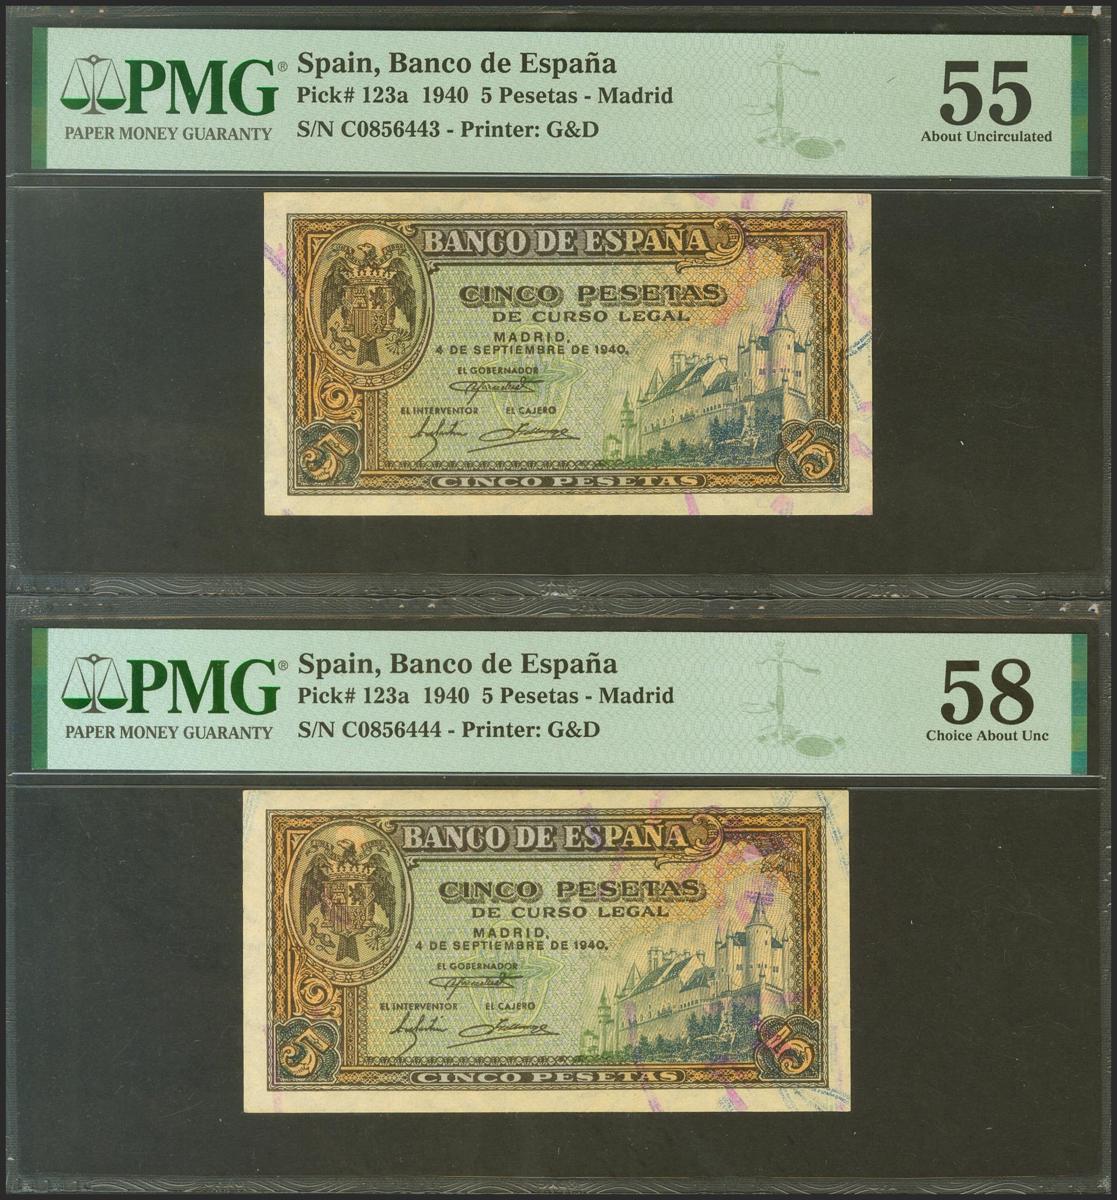 PMG®
PAPER MONEY GUARANTY
Spain, Banco de España
Pick# 123a 1940 5 Pesetas - Madrid
S/N C0856443 - Printer: G&D
55
About Uncirculated
BANCO DE ESPAÑA
CINCO PESETAS
DE CURSO LEGAL
MADRID,
4 DE SEPTIEMBRE DE 1940.
EL GOBERNADOR
EL INTERVENTOR EL CAJERO
5 5
5 5
CINCO PESETAS
PMG®
PAPER MONEY GUARANTY
Spain, Banco de España
Pick# 123a 1940 5 Pesetas - Madrid
S/N C0856444 - Printer: G&D
58
Choice About Unc
BANCO DE ESPAÑA
CINCO PESETAS
DE CURSO LEGAL
MADRID,
4 DE SEPTIEMBRE DE 1940.
EL GOBERNADOR
EL INTERVENTOR EL CAJERO
5 5
5 5
CINCO PESETAS